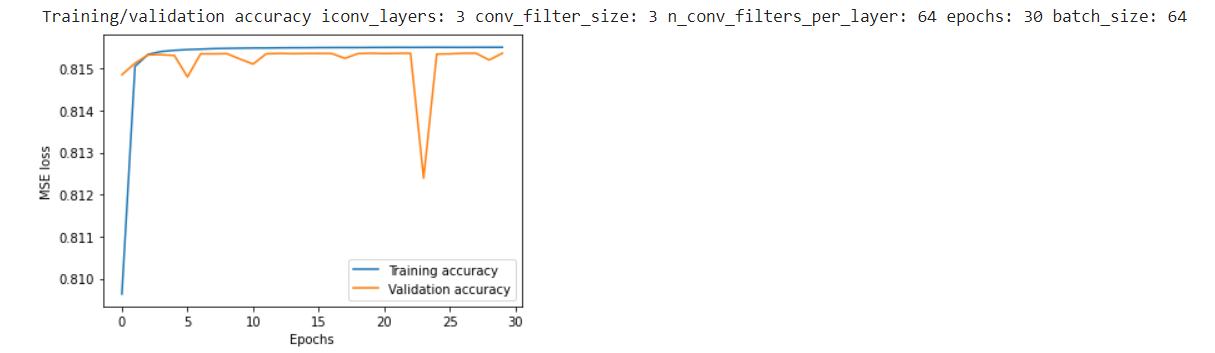 Training/validation accuracy iconv_layers: 3 conv_filter_size: 3 n_conv_filters_per_layer: 64 epochs: 30 batch_size: 64
0.815
0.814
0.813
0.812
0.811
0.810
MSE loss
Training accuracy
Validation accuracy
0 5 10 15 20 25 30
Epochs